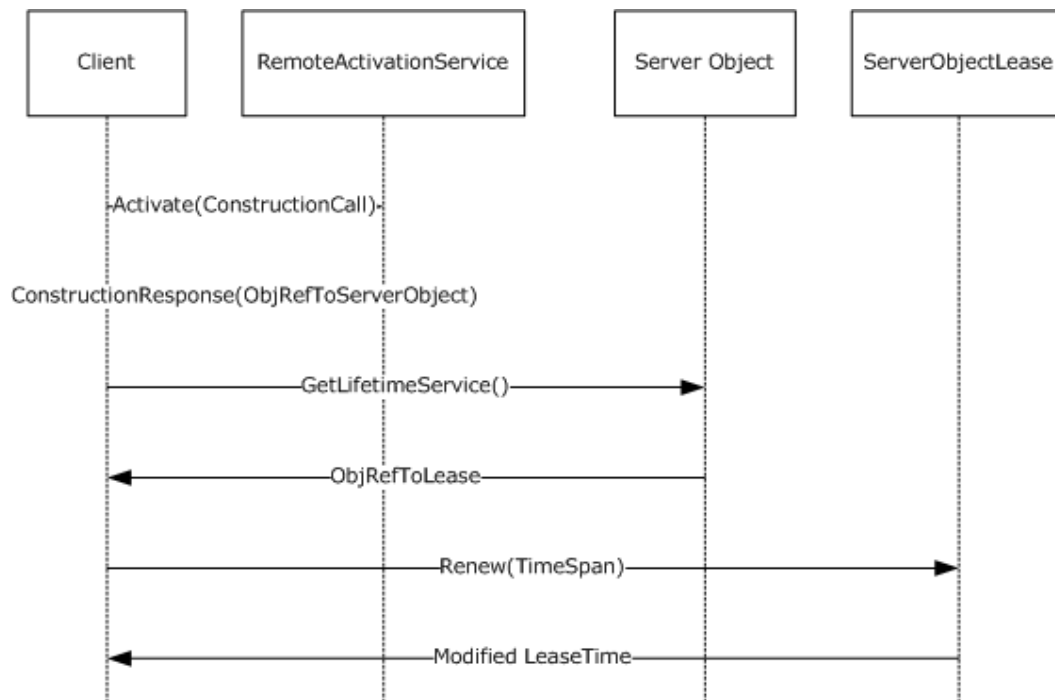 Client
RemoteActivationService
Server Object
ServerObjectLease
Activate(ConstructionCall)
ConstructionResponse(ObjRefToServerObject)
GetLifetimeService()
ObjRefToLease
Renew(TimeSpan)
Modified LeaseTime